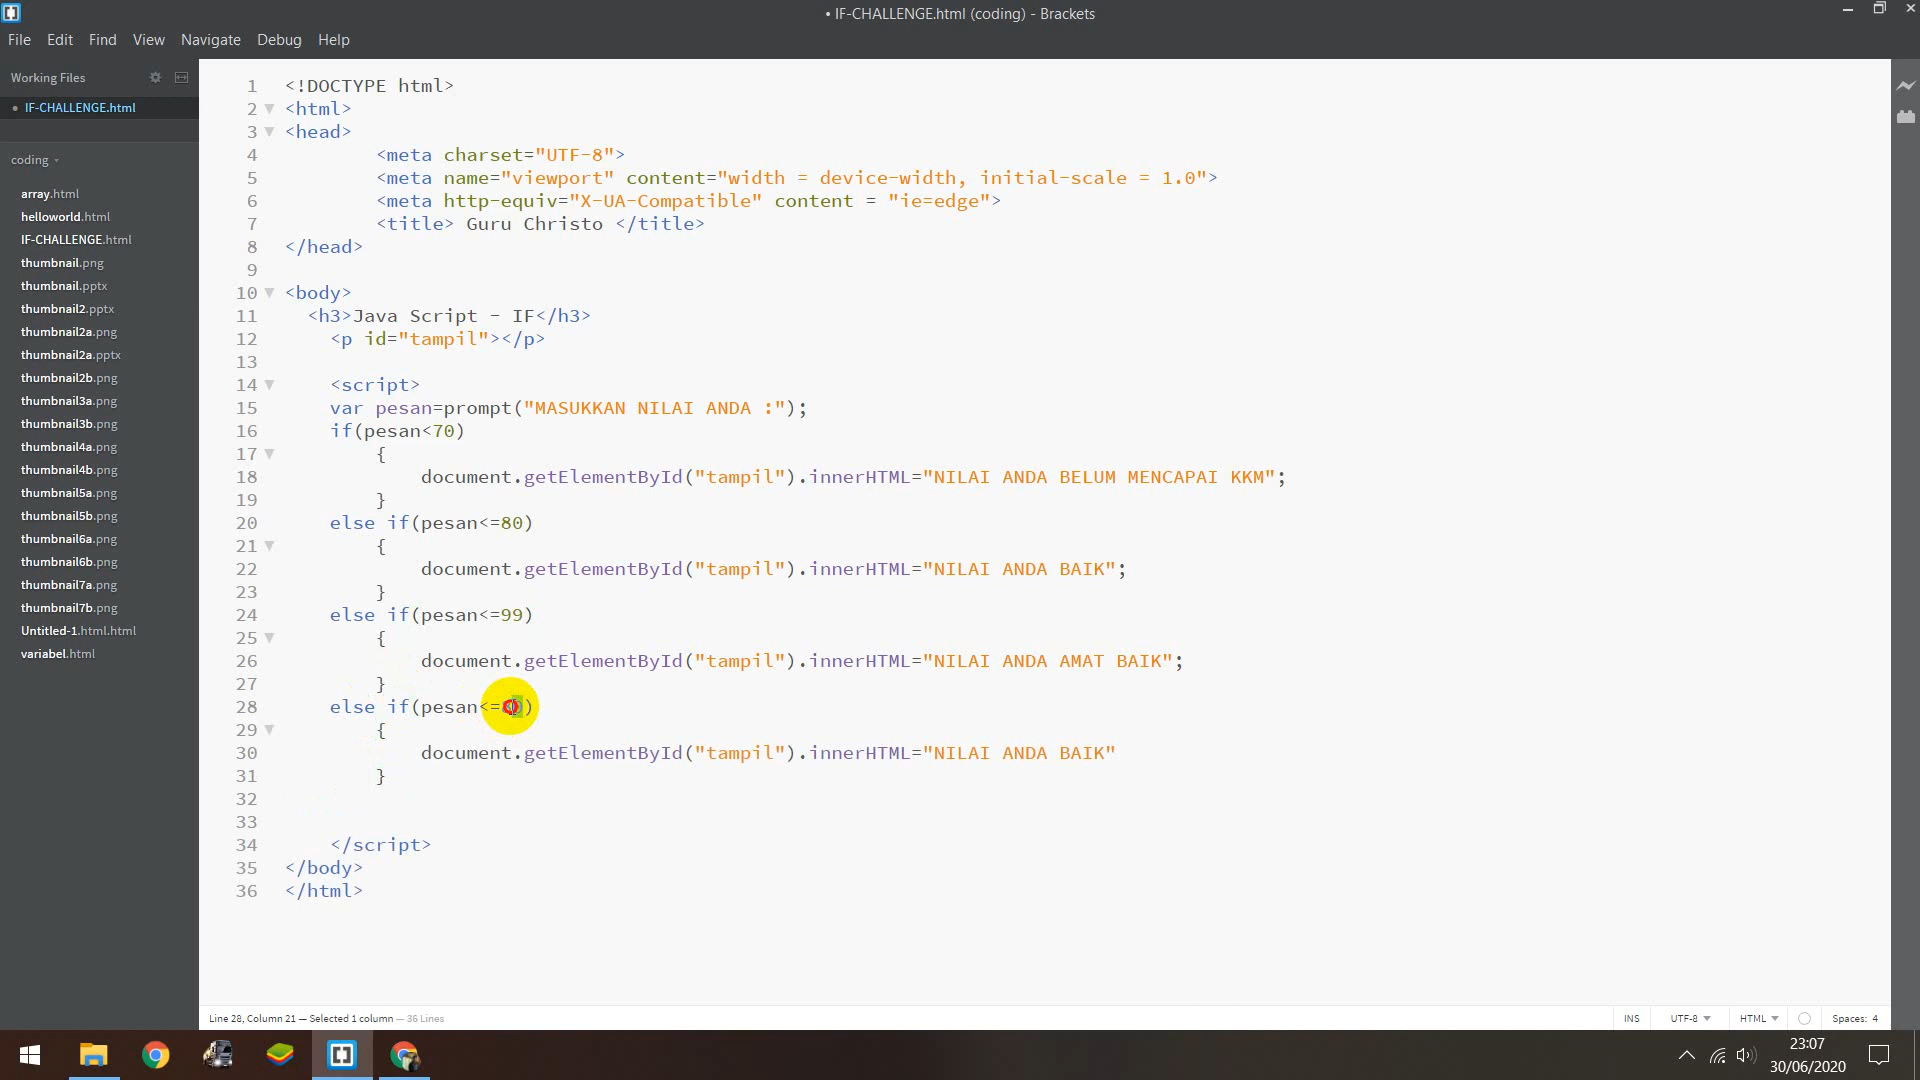 • IF-CHALLENGE.html (coding) - Brackets
File Edit Find View Navigate Debug Help
Working Files
• IF-CHALLENGE.html
coding
array.html
helloworld.html
IF-CHALLENGE.html
thumbnail.png
thumbnail.pptx
thumbnail2.pptx
thumbnail2a.png
thumbnail2a.pptx
thumbnail2b.png
thumbnail3a.png
thumbnail3b.png
thumbnail4a.png
thumbnail4b.png
thumbnail5a.png
thumbnail5b.png
thumbnail6a.png
thumbnail6b.png
thumbnail7a.png
thumbnail7b.png
Untitled-1.html.html
variabel.html
1 <!DOCTYPE html>
2 <html>
3 <head>
4 <meta charset="UTF-8">
5 <meta name="viewport" content="width = device-width, initial-scale = 1.0">
6 <meta http-equiv="X-UA-Compatible" content = "ie=edge">
7 <title> Guru Christo </title>
8 </head>
9
10 <body>
11 <h3>Java Script - IF</h3>
12 <p id="tampil"></p>
13
14 <script>
15 var pesan=prompt("MASUKKAN NILAI ANDA :");
16 if(pesan<70)
17 {
18 document.getElementById("tampil").innerHTML="NILAI ANDA BELUM MENCAPAI KKM";
19 }
20 else if(pesan<=80)
21 {
22 document.getElementById("tampil").innerHTML="NILAI ANDA BAIK";
23 }
24 else if(pesan<=99)
25 {
26 document.getElementById("tampil").innerHTML="NILAI ANDA AMAT BAIK";
27 }
28 else if(pesan<= )
29 {
30 document.getElementById("tampil").innerHTML="NILAI ANDA BAIK"
31 }
32
33
34 </script>
35 </body>
36 </html>
Line 28, Column 21 — Selected 1 column — 36 Lines
INS UTF-8 HTML Spaces: 4
23:07
30/06/2020